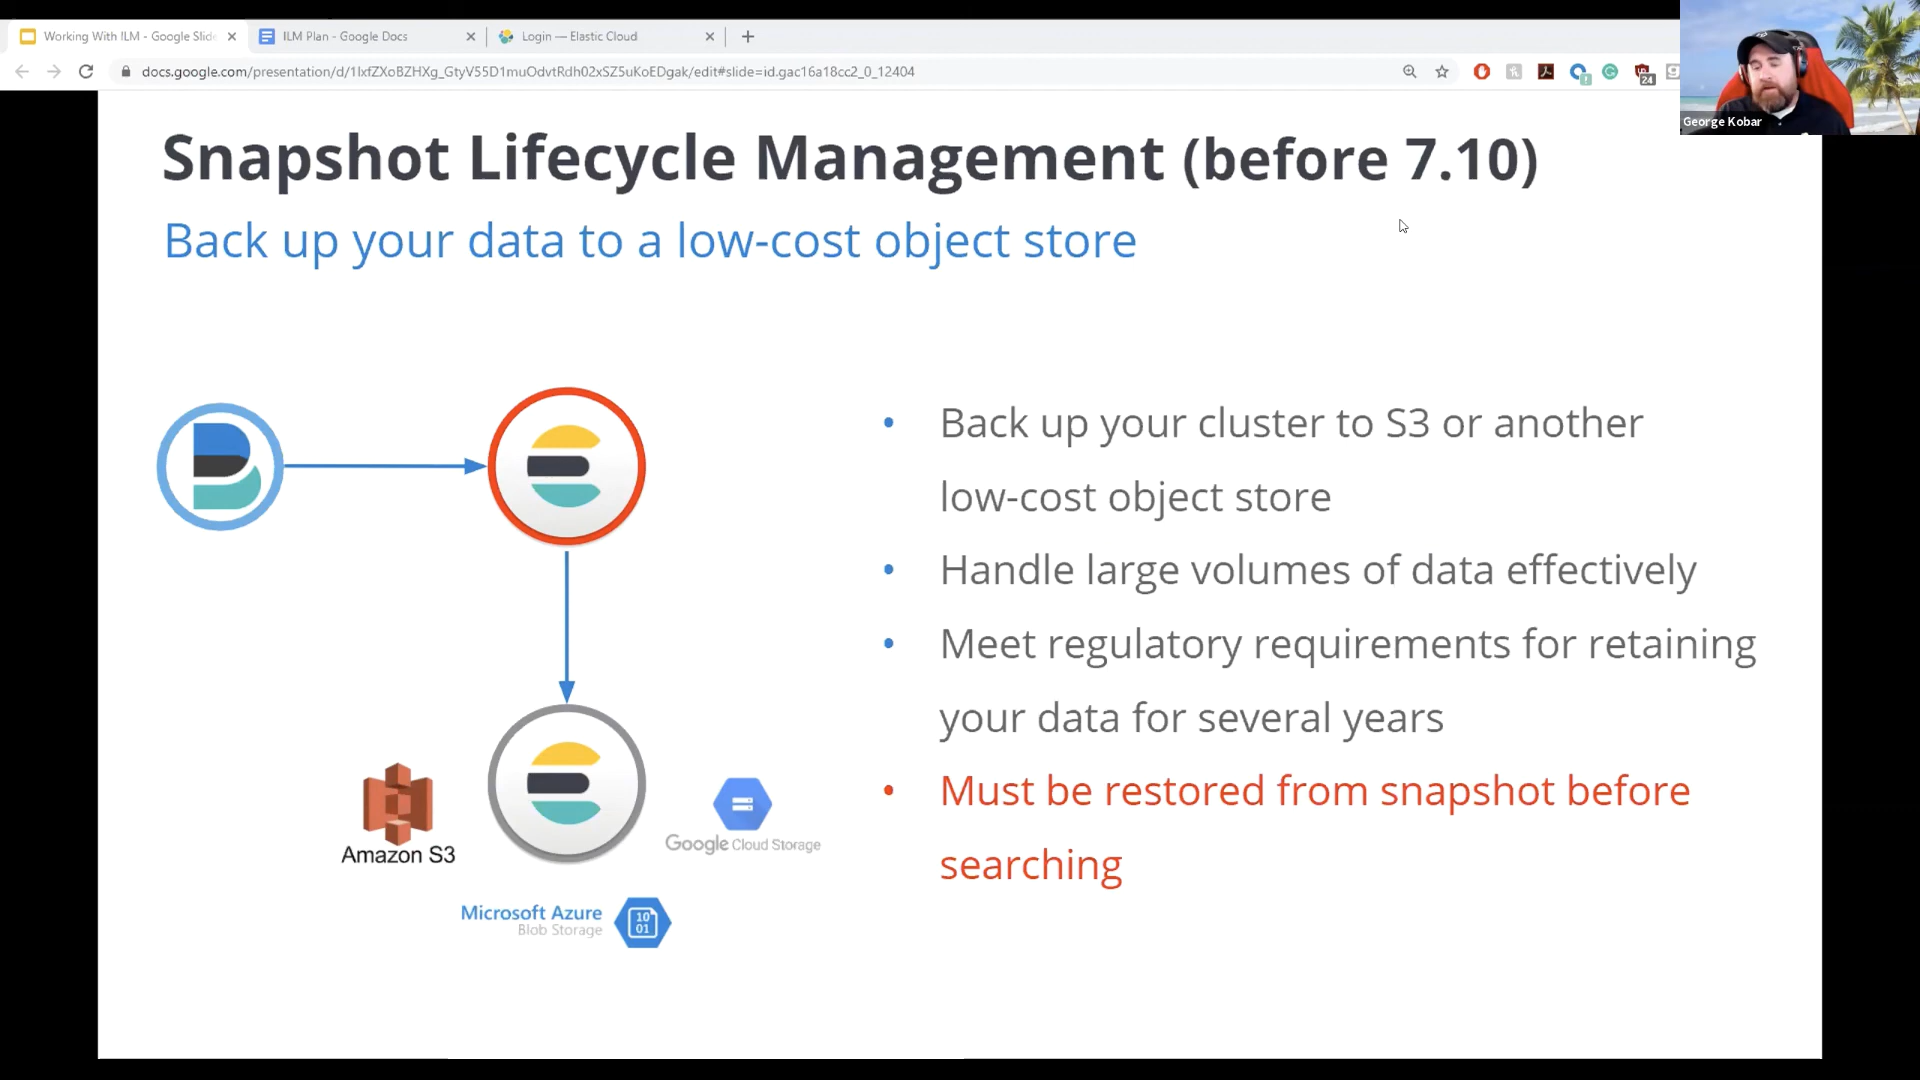 Working With ILM - Google Slide
ILM Plan - Google Docs
Login — Elastic Cloud
docs.google.com/presentation/d/1lxfZXoBZHXg_GtyV55D1muOdvtRdh02xSZ5uKoEDgak/edit#slide=id.gac16a18cc2_0_12404
24
George Kobar
Snapshot Lifecycle Management (before 7.10)
Back up your data to a low-cost object store
• Back up your cluster to S3 or another
low-cost object store
• Handle large volumes of data effectively
• Meet regulatory requirements for retaining
your data for several years
• Must be restored from snapshot before
searching
Amazon S3
Google Cloud Storage
Microsoft Azure
Blob Storage
10
01